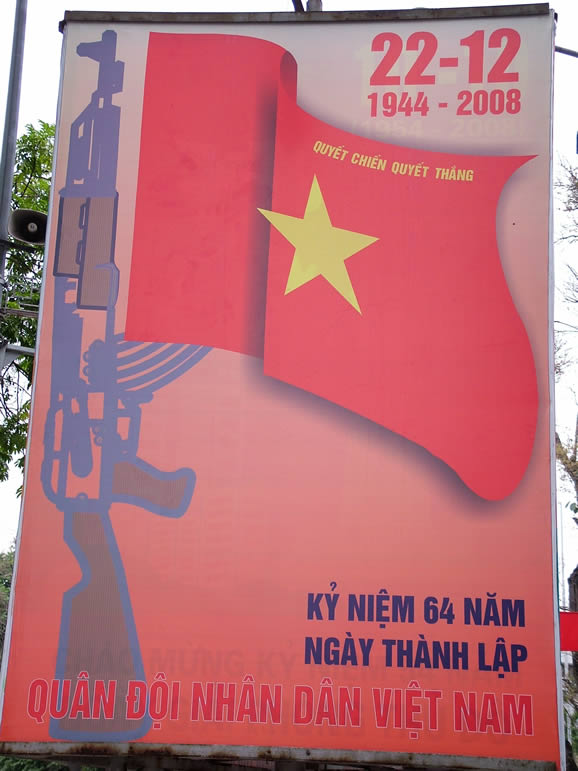 22-12
1944 - 2008
QUYẾT CHIẾN QUYẾT THẮNG
KỶ NIỆM 64 NĂM
NGÀY THÀNH LẬP
QUÂN ĐỘI NHÂN DÂN VIỆT NAM